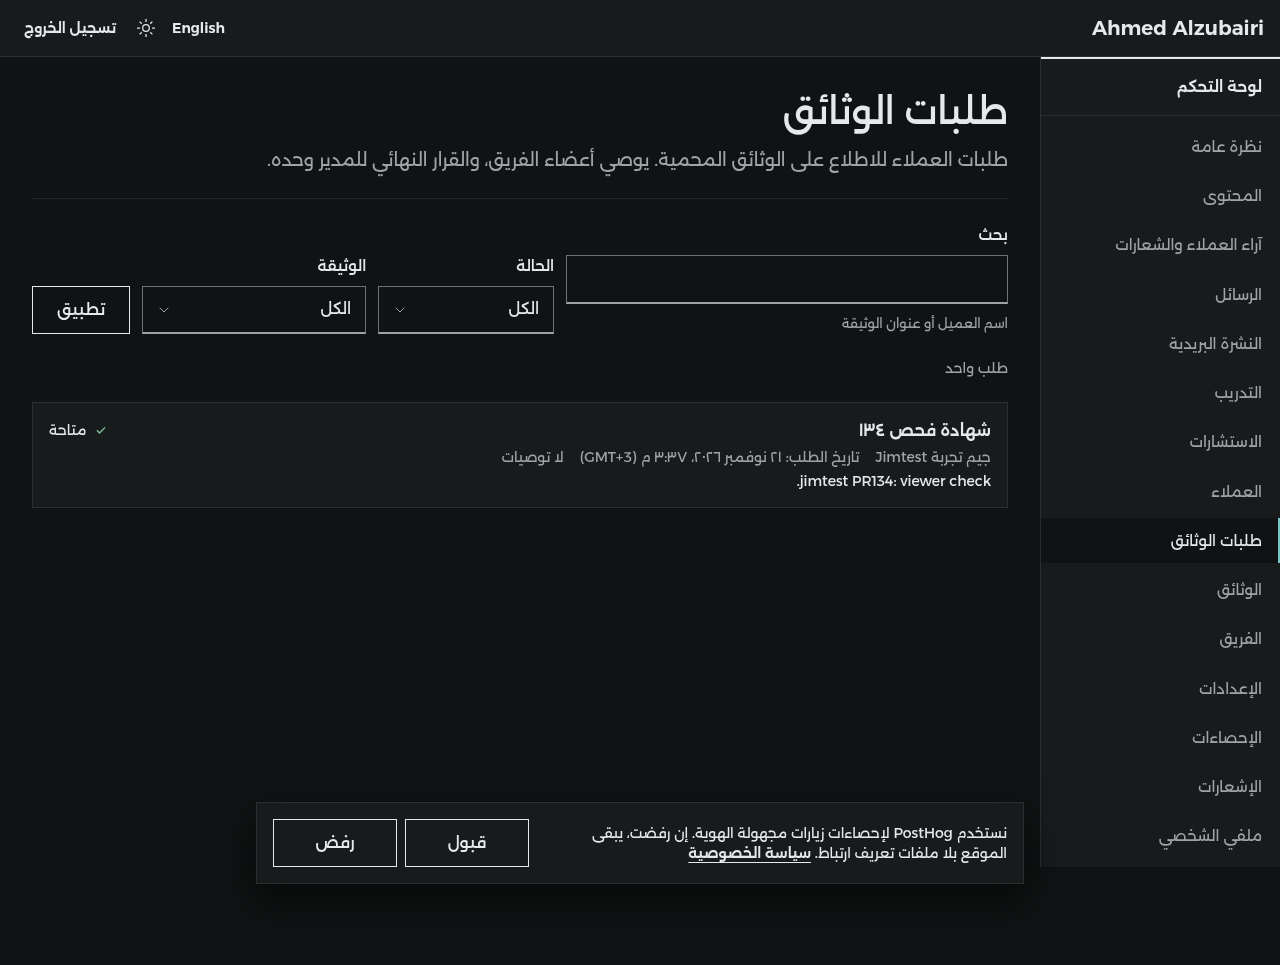 Ahmed Alzubairi
English
تسجيل الخروج
لوحة التحكم
نظرة عامة
المحتوى
آراء العملاء والشعارات
الرسائل
النشرة البريدية
التدريب
الاستشارات
العملاء
طلبات الوثائق
الوثائق
الفريق
الإعدادات
الإحصاءات
الإشعارات
ملفي الشخصي
طلبات الوثائق
طلبات العملاء للاطلاع على الوثائق المحمية. يوصي أعضاء الفريق، والقرار النهائي للمدير وحده.
بحث
اسم العميل أو عنوان الوثيقة
الحالة
الكل
الوثيقة
الكل
تطبيق
طلب واحد
شهادة فحص ١٣٤
متاحة
جيم تجربة Jimtest تاريخ الطلب: ٢١ نوفمبر ٢٠٢٦، ٣:٣٧ م (GMT+3) لا توصيات
jimtest PR134: viewer check.
نستخدم PostHog لإحصاءات زيارات مجهولة الهوية. إن رفضت، يبقى
الموقع بلا ملفات تعريف ارتباط. سياسة الخصوصية
قبول
رفض